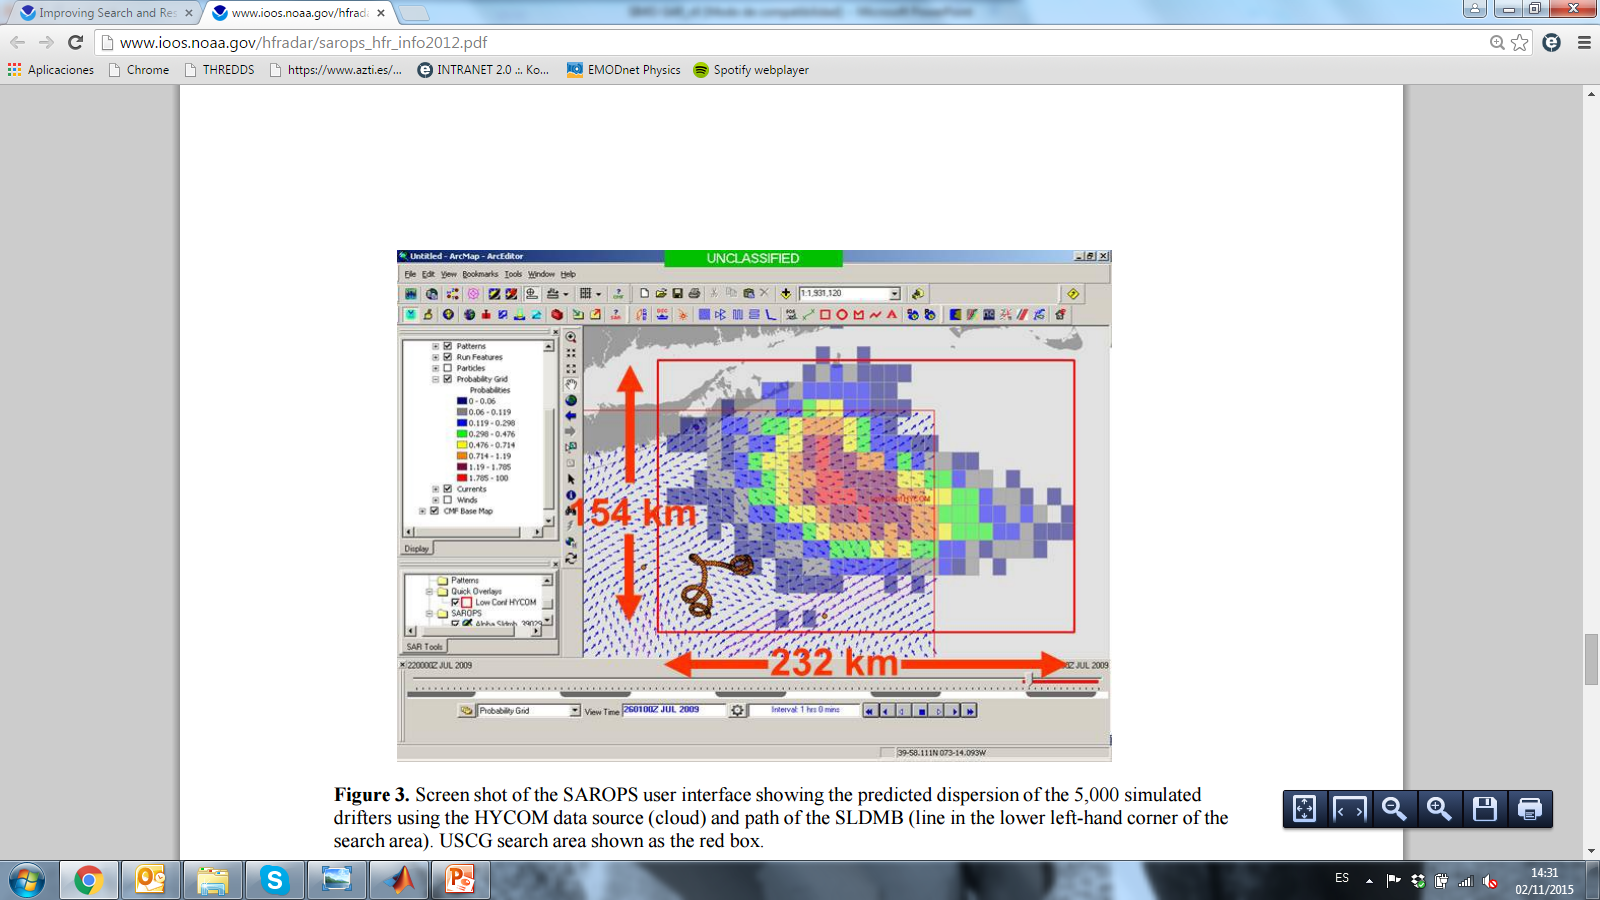 Improving Search and Res
www.ioos.noaa.gov/hfrada
Microsoft PowerPoint
www.ioos.noaa.gov/hfradar/sarops_hfr_info2012.pdf
Aplicaciones Chrome THREDDS https://www.azti.es/... INTRANET 2.0 .:. Ko... EMODnet Physics Spotify webplayer
Untitled - ArcMap - ArcEditor
UNCLASSIFIED
File Edit View Bookmarks Tools Window Help
1:1,931,120
Patterns
Run Features
Particles
Probability Grid
Probabilities
0 - 0.06
0.06 - 0.119
0.119 - 0.298
0.298 - 0.476
0.476 - 0.714
0.714 - 1.19
1.19 - 1.785
1.785 - 100
Currents
Winds
CMF Base Map
Display
Patterns
Quick Overlays
Low Conf HYCOM
SAROPS
Alpha Sldmb 39029
SAR Tools
154 km
232 km
220000Z JUL 2009
Z JUL 2009
Probability Grid View Time 260100Z JUL 2009 Interval: 1 hrs 0 mins
39-58.111N 073-14.093W
Figure 3. Screen shot of the SAROPS user interface showing the predicted dispersion of the 5,000 simulated
drifters using the HYCOM data source (cloud) and path of the SLDMB (line in the lower left-hand corner of the
search area). USCG search area shown as the red box.
ES
14:31
02/11/2015